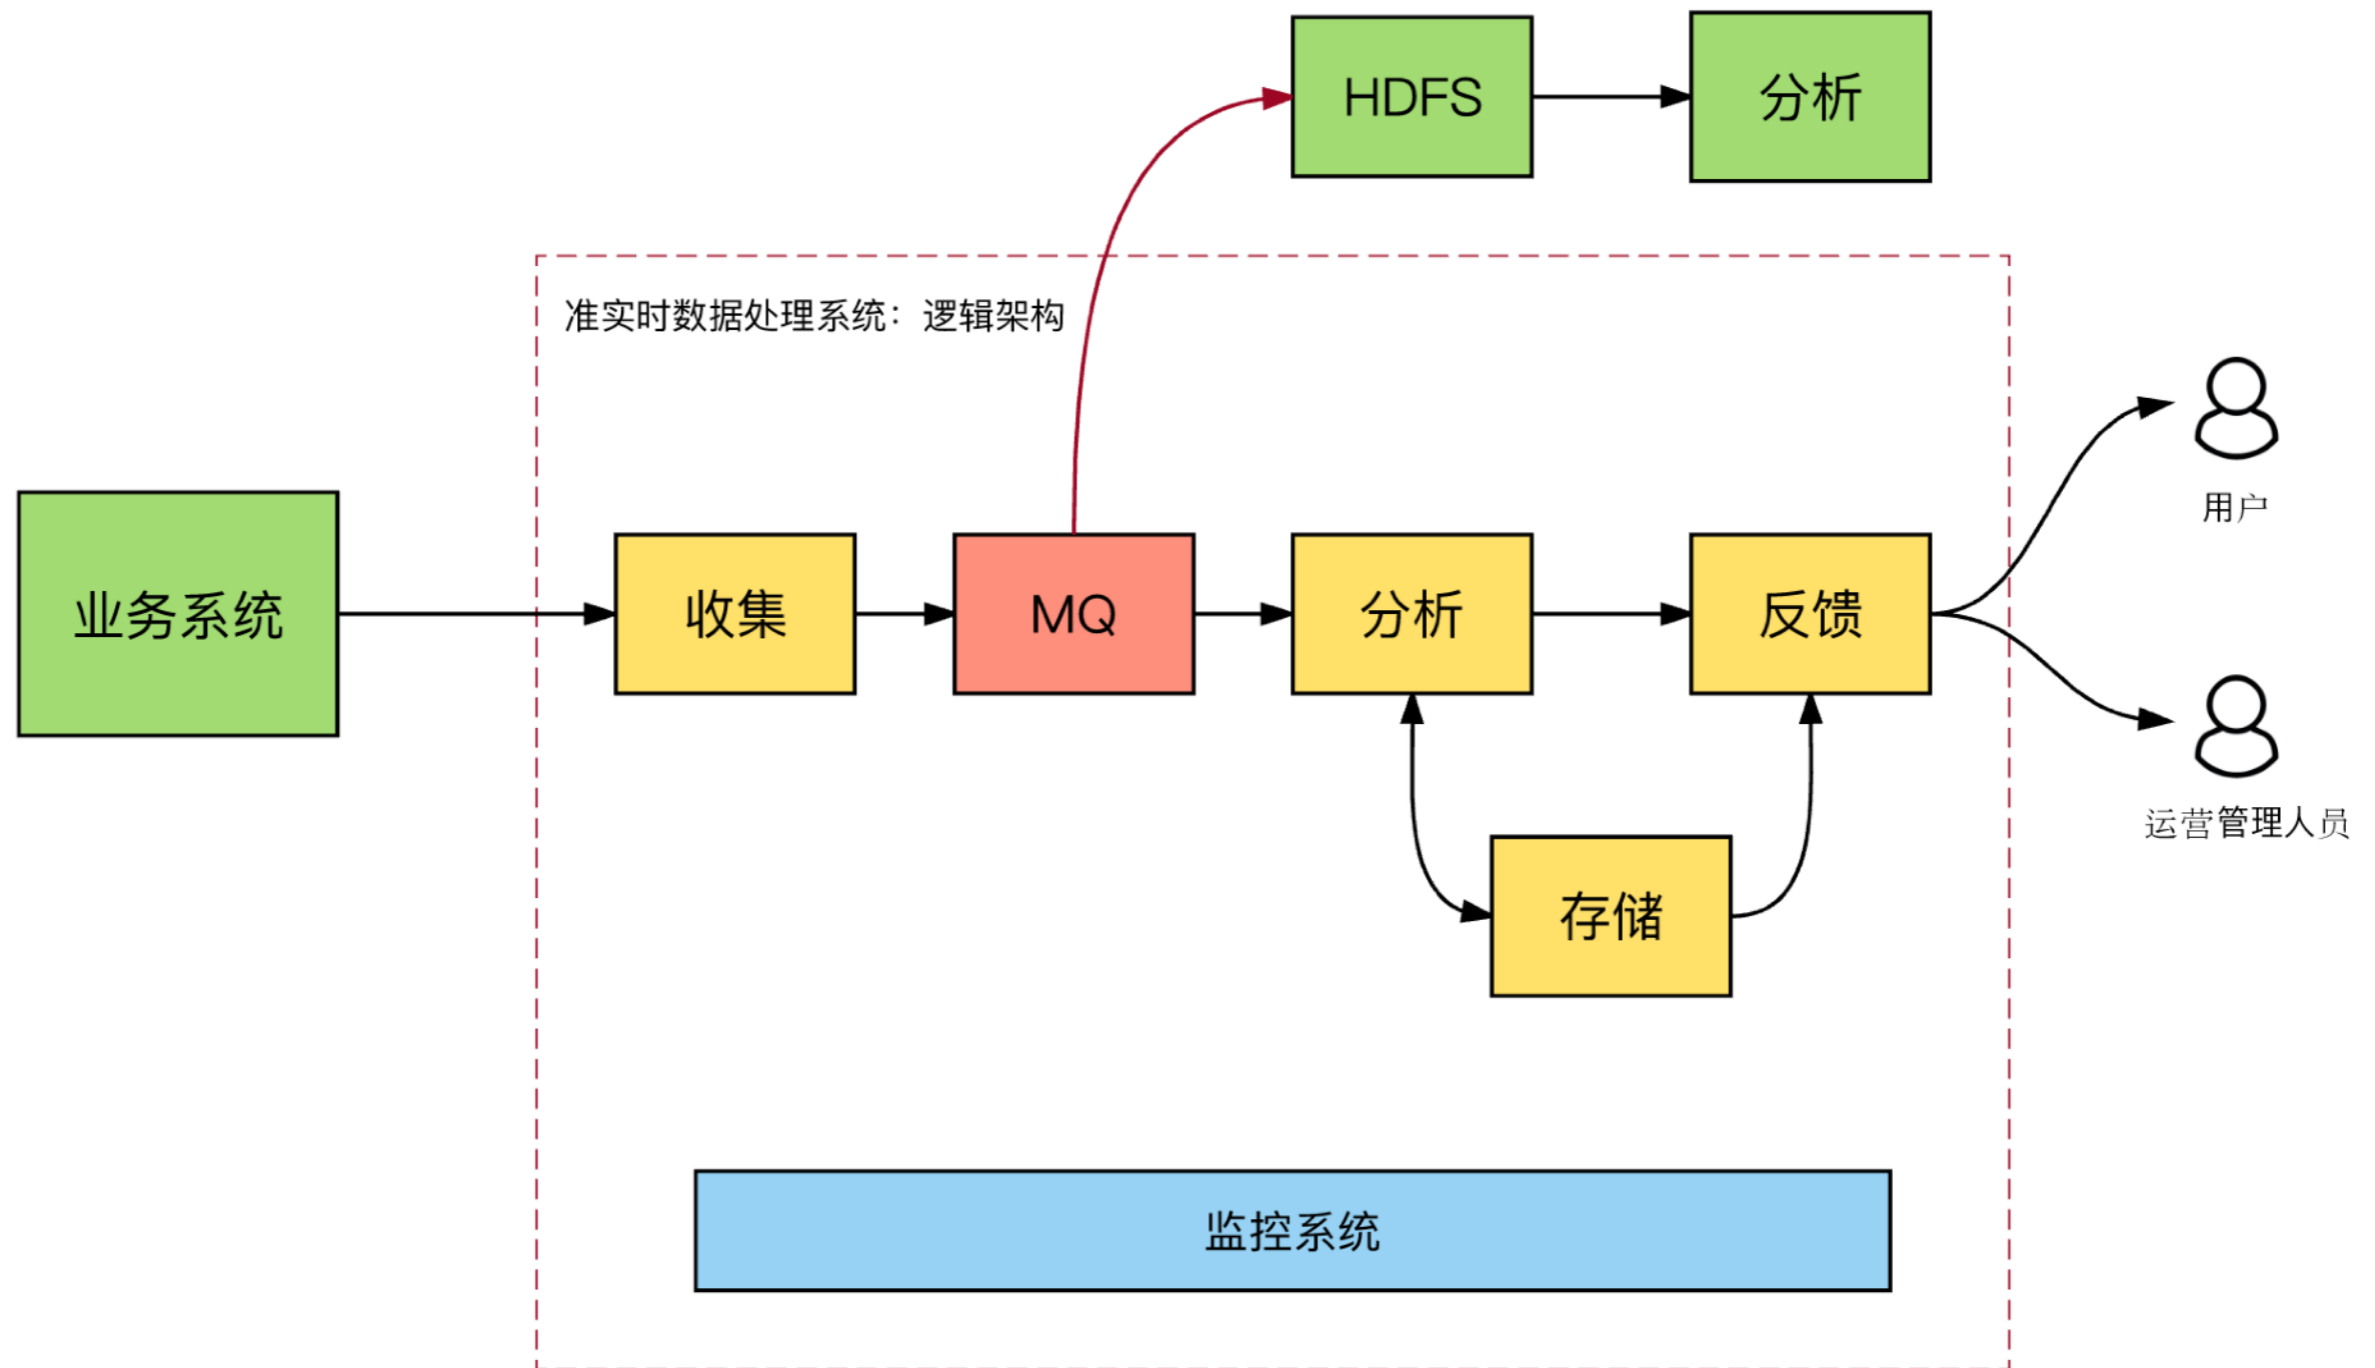 HDFS
分析
准实时数据处理系统：逻辑架构
用户
业务系统
收集
MQ
分析
反馈
运营管理人员
存储
监控系统